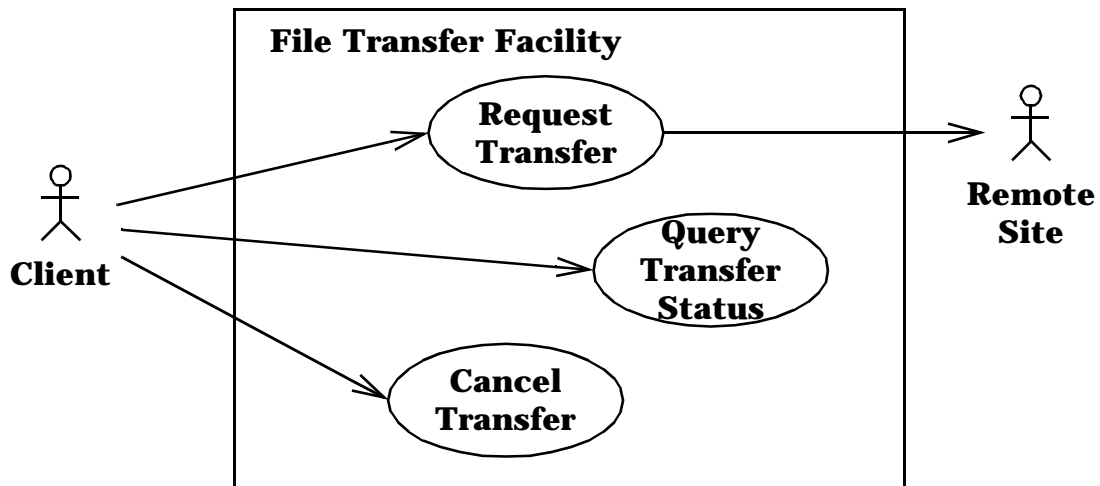 File Transfer Facility
Request
Transfer
Remote
Site
Query
Transfer
Status
Client
Cancel
Transfer